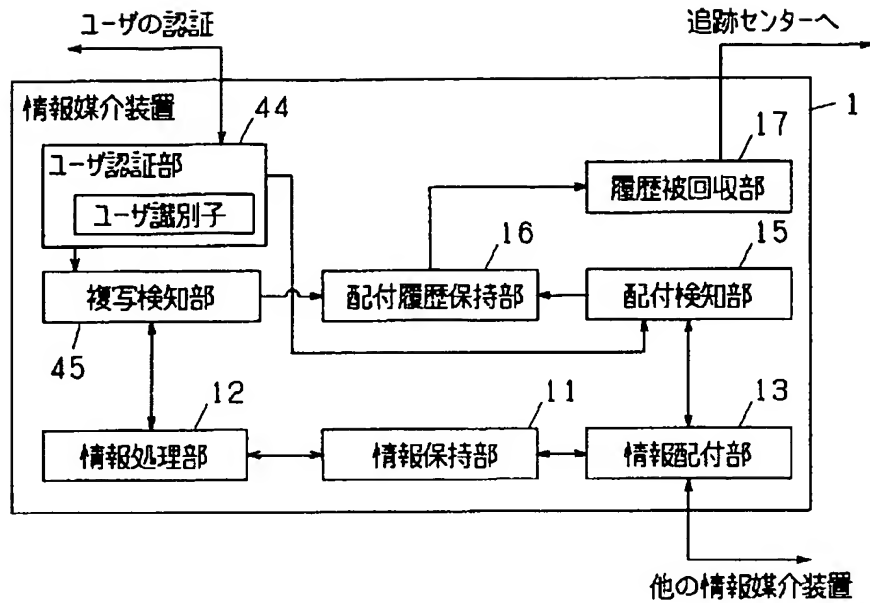 ユーザの認証
追跡センターへ
情報媒介装置
44
1
ユーザ認証部
17
ユーザ識別子
履歴被回収部
16
15
複写検知部
配付履歴保持部
配付検知部
45
12
11
13
情報処理部
情報保持部
情報配付部
他の情報媒介装置